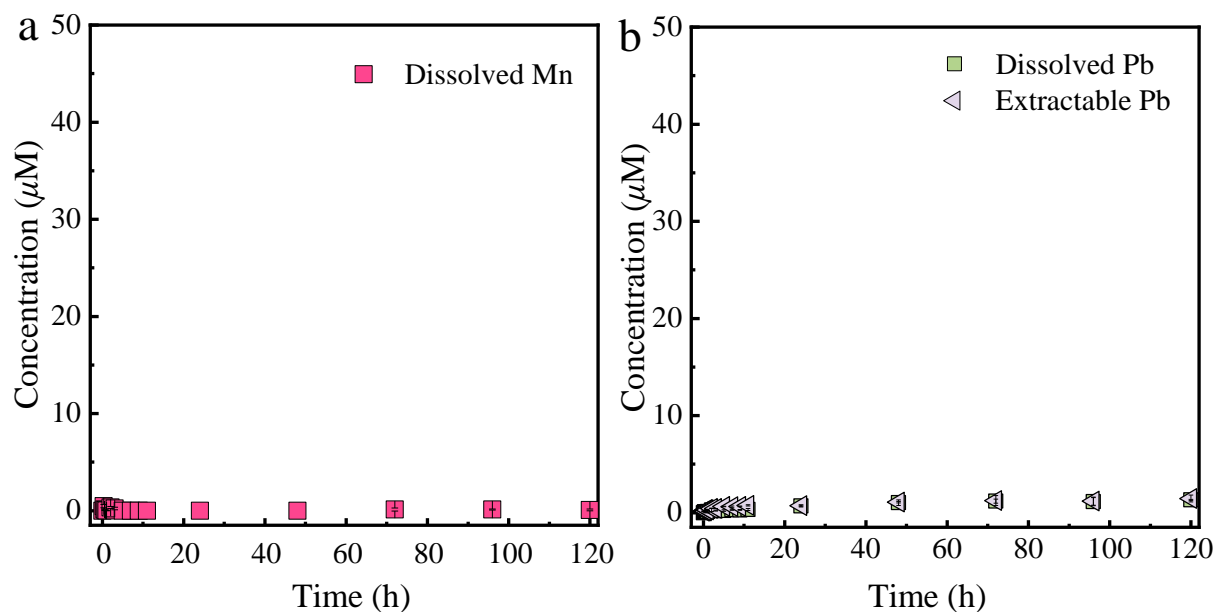 a
50
40
30
20
10
0
Concentration (μM)
Dissolved Mn
0 20 40 60 80 100 120
Time (h)
b
50
40
30
20
10
0
Concentration (μM)
Dissolved Pb
Extractable Pb
0 20 40 60 80 100 120
Time (h)